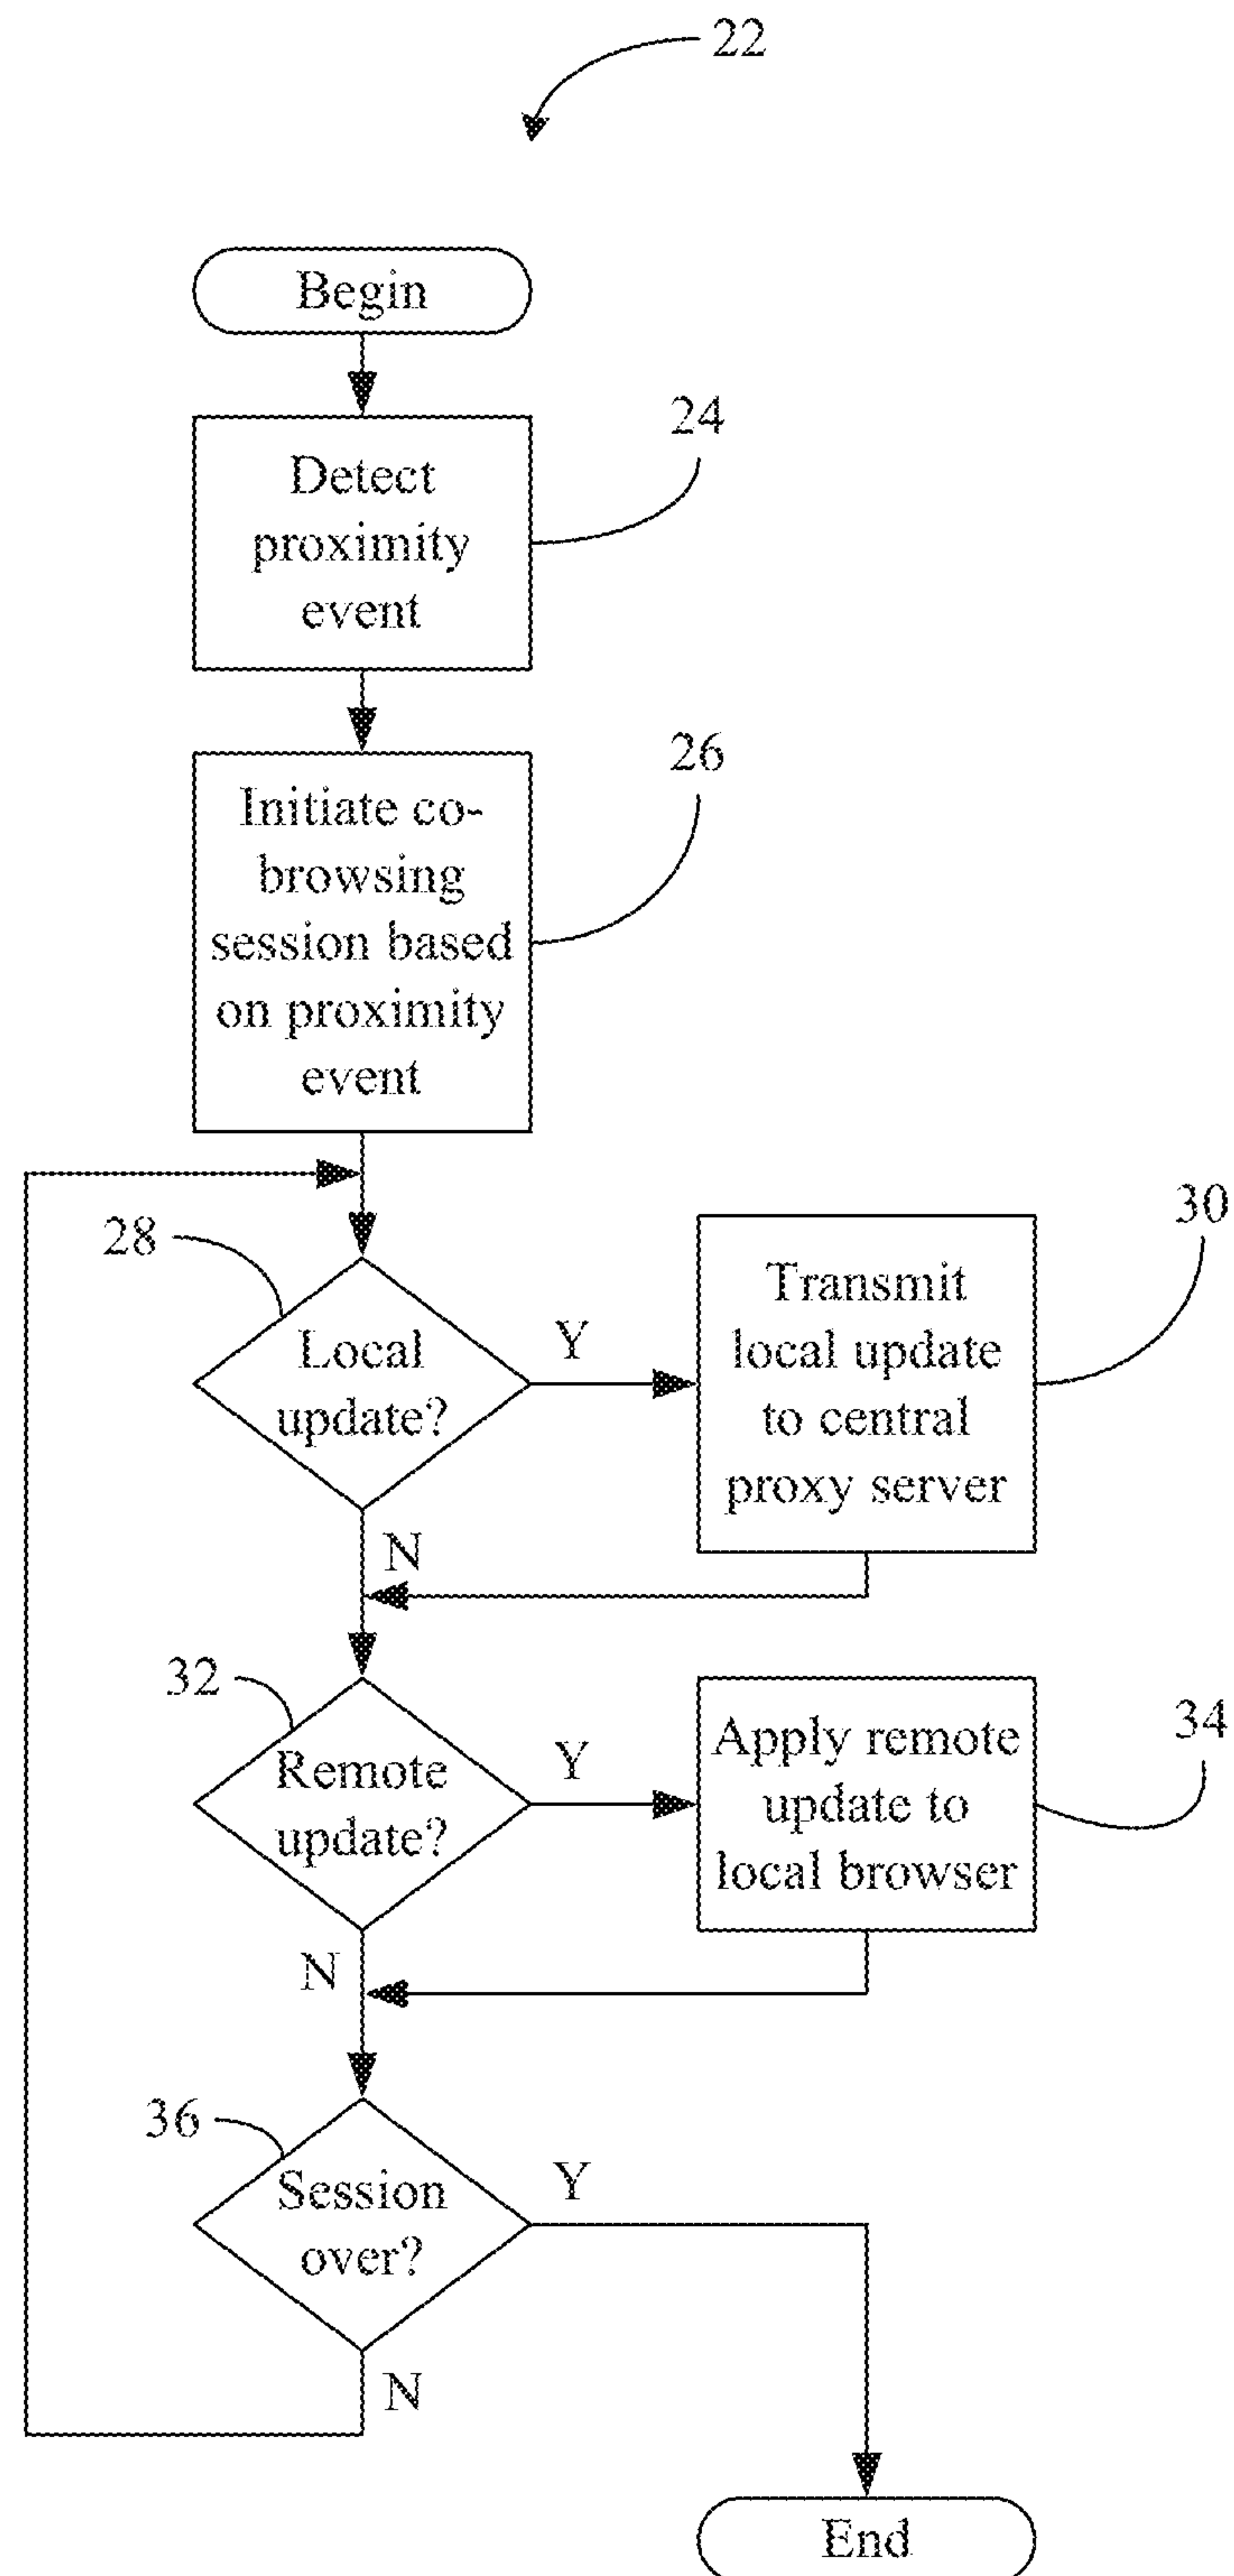 22
Begin
24
Detect
proximity
event
26
Initiate co-
browsing
session based
on proximity
event
28
Local
update?
Y
30
Transmit
local update
to central
proxy server
N
32
Remote
update?
Y
34
Apply remote
update to
local browser
N
36
Session
over?
Y
N
End